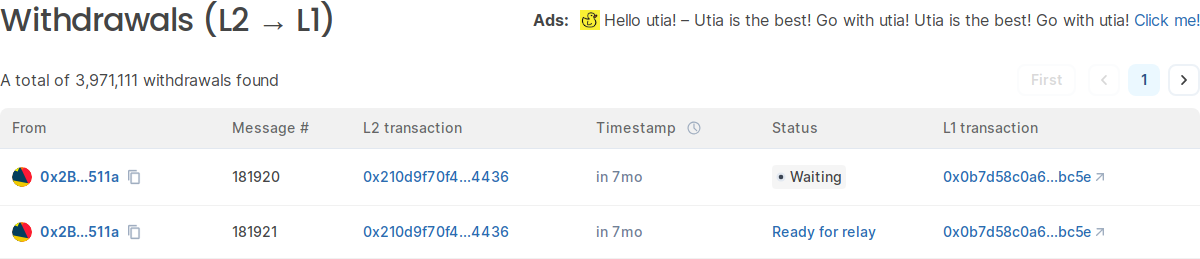 Withdrawals (L2 → L1)
Ads: Hello utia! – Utia is the best! Go with utia! Utia is the best! Go with utia! Click me!
A total of 3,971,111 withdrawals found
First 1
From Message # L2 transaction Timestamp Status L1 transaction
0x2B...511a 181920 0x210d9f70f4...4436 in 7mo Waiting 0x0b7d58c0a6...bc5e
0x2B...511a 181921 0x210d9f70f4...4436 in 7mo Ready for relay 0x0b7d58c0a6...bc5e